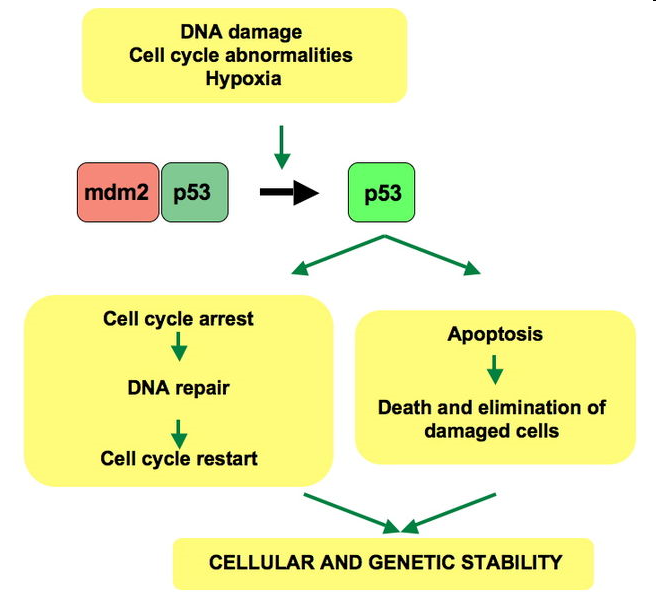 DNA damage
Cell cycle abnormalities
Hypoxia
mdm2
p53
p53
Cell cycle arrest
DNA repair
Cell cycle restart
Apoptosis
Death and elimination of
damaged cells
CELLULAR AND GENETIC STABILITY